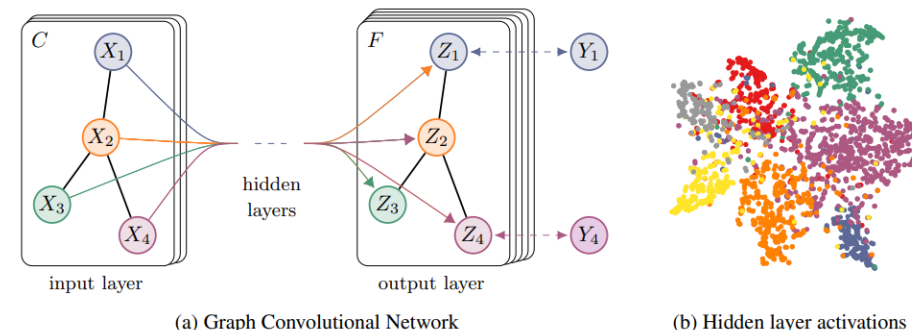 C
F
X₁
Z₁
Y₁
X₂
Z₂
X₃
Z₃
X₄
Z₄
Y₄
hidden
layers
input layer
output layer
(a) Graph Convolutional Network
(b) Hidden layer activations